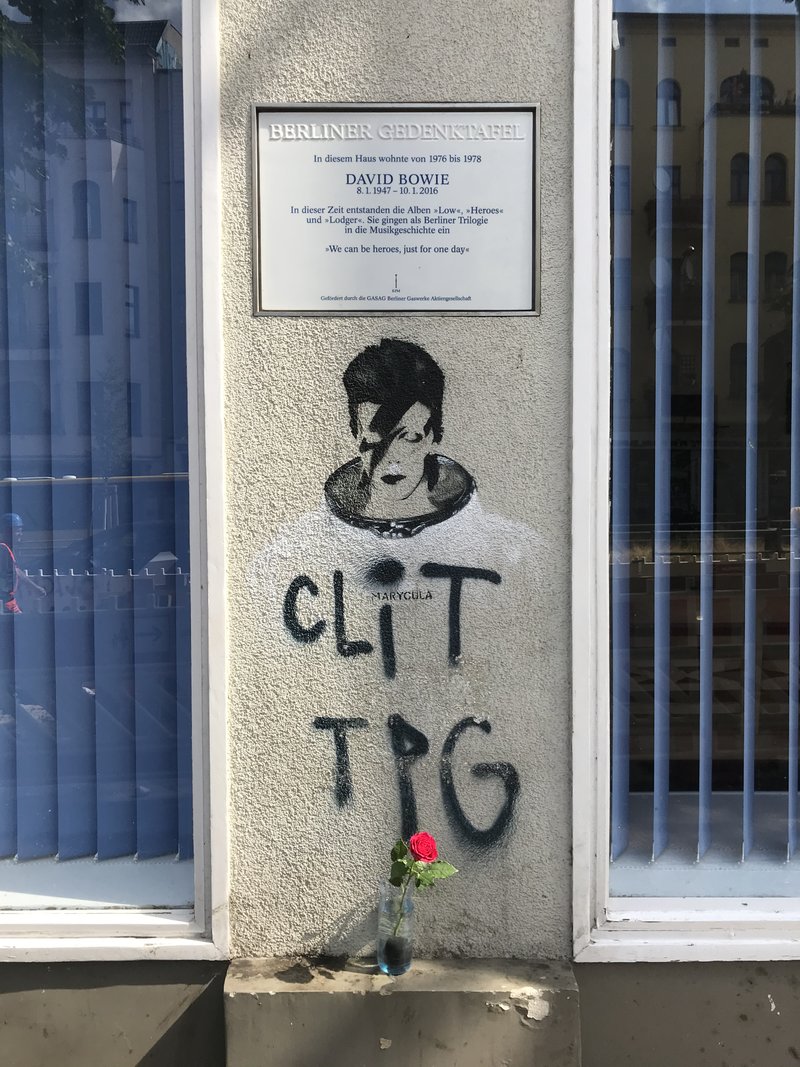 BERLINER GEDENKTAFEL
In diesem Haus wohnte von 1976 bis 1978
DAVID BOWIE
8. 1. 1947 – 10. 1. 2016
In dieser Zeit entstanden die Alben »Low«, »Heroes«
und »Lodger«. Sie gingen als Berliner Trilogie
in die Musikgeschichte ein
»We can be heroes, just for one day«
KPM
Gefördert durch die GASAG Berliner Gaswerke Aktiengesellschaft
CLiT
MARYCULA
TPG